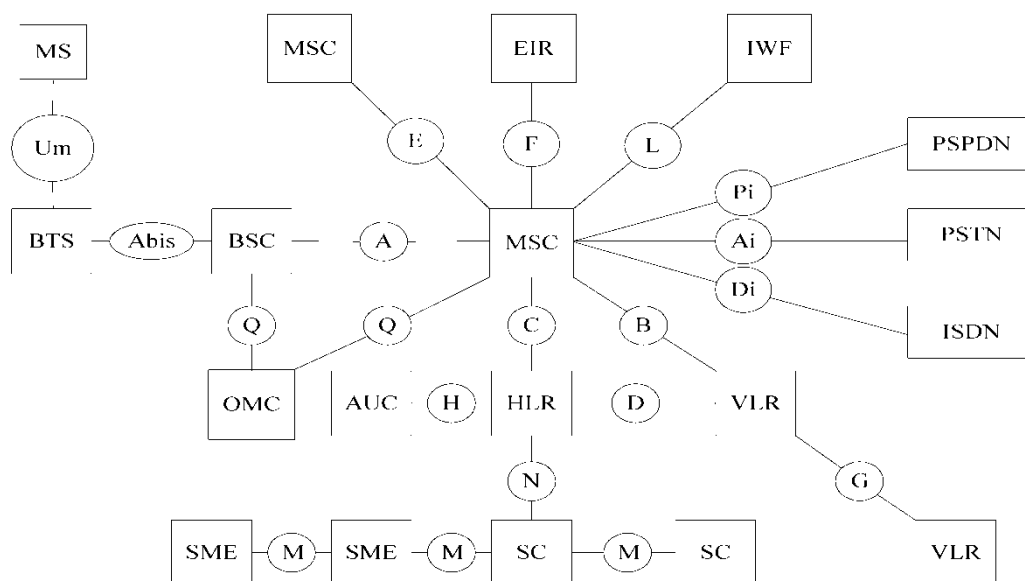 MS
MSC
EIR
IWF
Um
E
F
L
PSPDN
Pi
BTS
Abis
BSC
A
MSC
Ai
PSTN
Di
Q
Q
C
B
ISDN
OMC
AUC
H
HLR
D
VLR
N
G
SME
M
SME
M
SC
M
SC
VLR